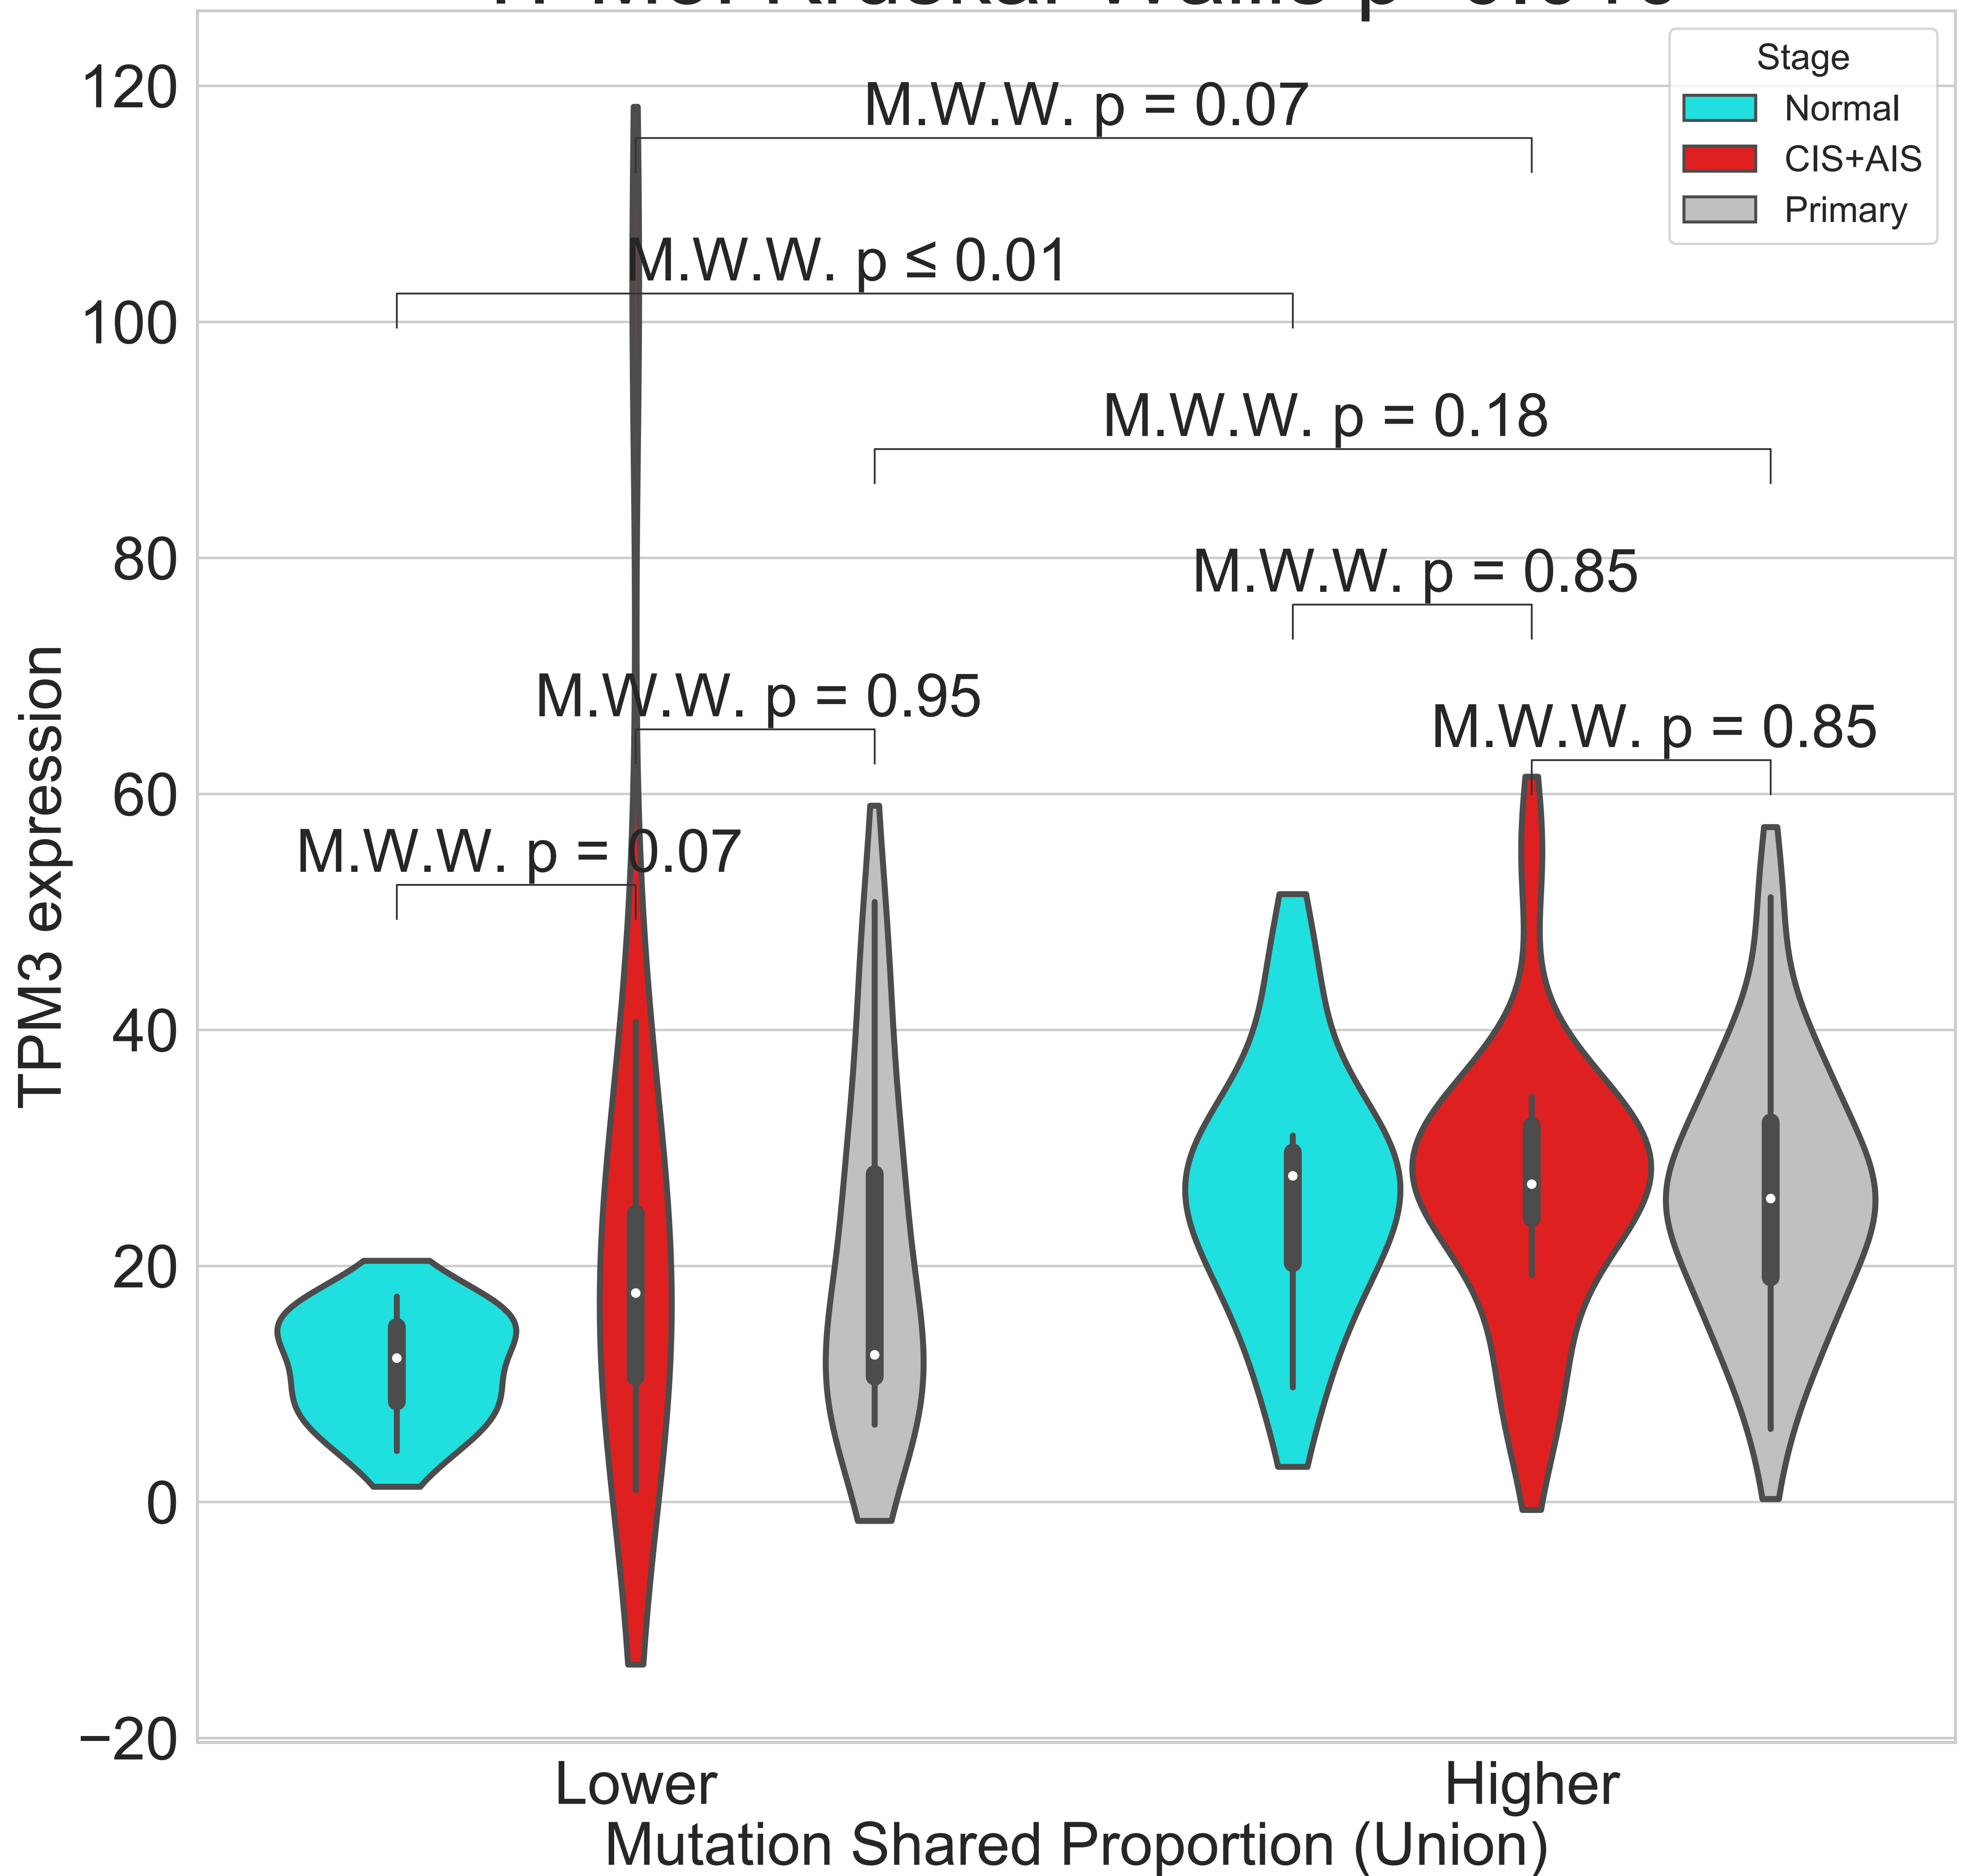 120
100
80
60
40
20
0
−20
TPM3 expression
M.W.W. p = 0.07
M.W.W. p ≤ 0.01
M.W.W. p = 0.18
M.W.W. p = 0.85
M.W.W. p = 0.95
M.W.W. p = 0.85
M.W.W. p = 0.07
Stage
Normal
CIS+AIS
Primary
Lower
Higher
Mutation Shared Proportion (Union)